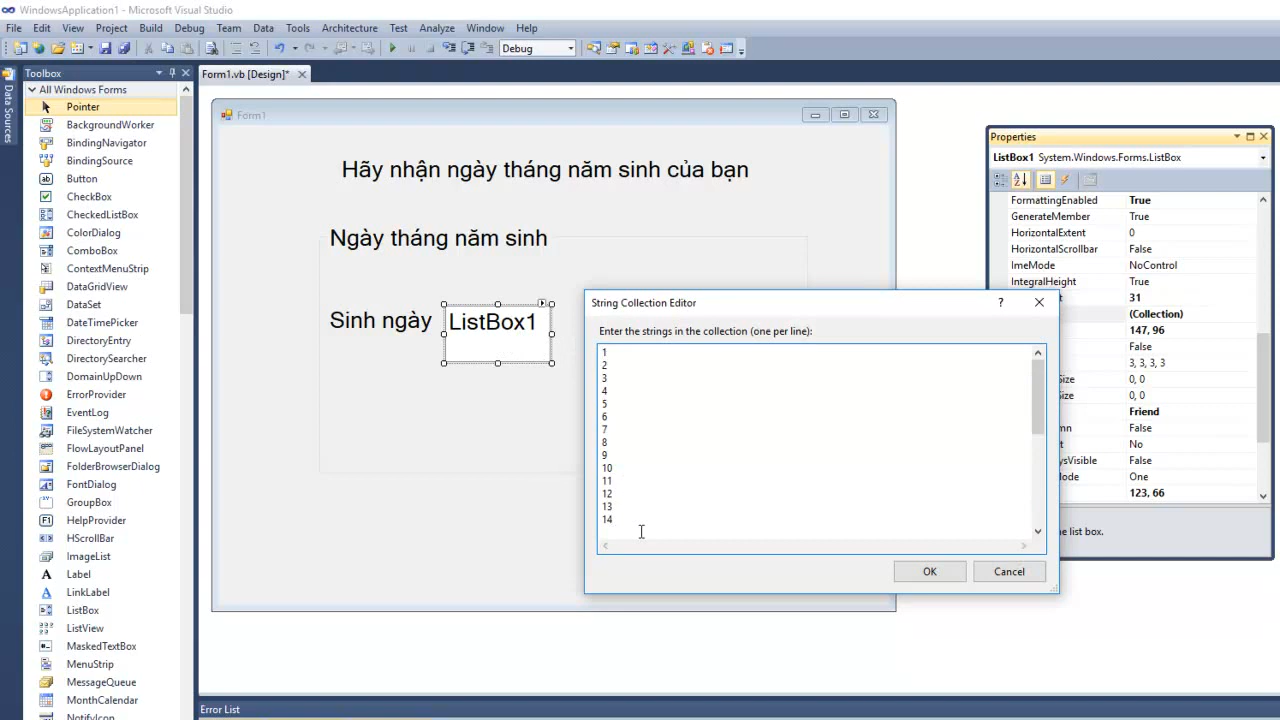 WindowsApplication1 - Microsoft Visual Studio
File Edit View Project Build Debug Team Data Tools Architecture Test Analyze Window Help
Debug
Data Sources
Toolbox
All Windows Forms
Pointer
BackgroundWorker
BindingNavigator
BindingSource
Button
CheckBox
CheckedListBox
ColorDialog
ComboBox
ContextMenuStrip
DataGridView
DataSet
DateTimePicker
DirectoryEntry
DirectorySearcher
DomainUpDown
ErrorProvider
EventLog
FileSystemWatcher
FlowLayoutPanel
FolderBrowserDialog
FontDialog
GroupBox
HelpProvider
HScrollBar
ImageList
Label
LinkLabel
ListBox
ListView
MaskedTextBox
MenuStrip
MessageQueue
MonthCalendar
NotifyIcon
Form1.vb [Design]*
Form1
Hãy nhận ngày tháng năm sinh của bạn
Ngày tháng năm sinh
Sinh ngày
ListBox1
String Collection Editor
Enter the strings in the collection (one per line):
1
2
3
4
5
6
7
8
9
10
11
12
13
14
OK Cancel
Properties
ListBox1 System.Windows.Forms.ListBox
FormattingEnabled True
GenerateMember True
HorizontalExtent 0
HorizontalScrollbar False
ImeMode NoControl
IntegralHeight True
31
(Collection)
147, 96
False
3, 3, 3, 3
Size 0, 0
Size 0, 0
Friend
False
No
False
One
123, 66
e list box.
Error List